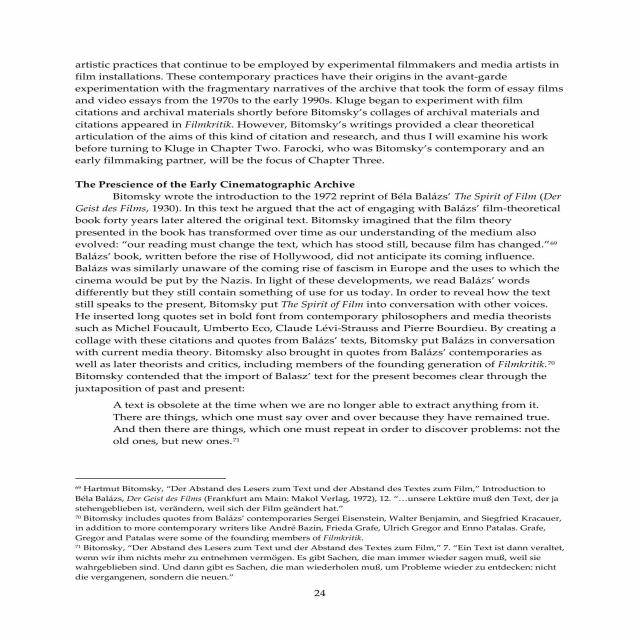 artistic practices that continue to be employed by experimental filmmakers and media artists in
film installations. These contemporary practices have their origins in the avant-garde
experimentation with the fragmentary narratives of the archive that took the form of essay films
and video essays from the 1970s to the early 1990s. Kluge began to experiment with film
citations and archival materials shortly before Bitomsky's collages of archival materials and
citations appeared in Filmkritik. However, Bitomsky's writings provided a clear theoretical
articulation of the aims of this kind of citation and research, and thus I will examine his work
before turning to Kluge in Chapter Two. Farocki, who was Bitomsky's contemporary and an
early filmmaking partner, will be the focus of Chapter Three.
The Prescience of the Early Cinematographic Archive
Bitomsky wrote the introduction to the 1972 reprint of Béla Balázs' The Spirit of Film (Der
Geist des Films, 1930). In this text he argued that the act of engaging with Balázs' film-theoretical
book forty years later altered the original text. Bitomsky imagined that the film theory
presented in the book has transformed over time as our understanding of the medium also
evolved: "our reading must change the text, which has stood still, because film has changed."69
Balázs' book, written before the rise of Hollywood, did not anticipate its coming influence.
Balázs was similarly unaware of the coming rise of fascism in Europe and the uses to which the
cinema would be put by the Nazis. In light of these developments, we read Balázs' words
differently but they still contain something of use for us today. In order to reveal how the text
still speaks to the present, Bitomsky put The Spirit of Film into conversation with other voices.
He inserted long quotes set in bold font from contemporary philosophers and media theorists
such as Michel Foucault, Umberto Eco, Claude Lévi-Strauss and Pierre Bourdieu. By creating a
collage with these citations and quotes from Balázs' texts, Bitomsky put Balázs in conversation
with current media theory. Bitomsky also brought in quotes from Balázs' contemporaries as
well as later theorists and critics, including members of the founding generation of Filmkritik.70
Bitomsky contended that the import of Balasz' text for the present becomes clear through the
juxtaposition of past and present:
A text is obsolete at the time when we are no longer able to extract anything from it.
There are things, which one must say over and over because they have remained true.
And then there are things, which one must repeat in order to discover problems: not the
old ones, but new ones.71
69 Hartmut Bitomsky, "Der Abstand des Lesers zum Text und der Abstand des Textes zum Film," Introduction to
Béla Balázs, Der Geist des Films (Frankfurt am Main: Makol Verlag, 1972), 12. "…unsere Lektüre muß den Text, der ja
stehengeblieben ist, verändern, weil sich der Film geändert hat."
70 Bitomsky includes quotes from Balázs' contemporaries Sergei Eisenstein, Walter Benjamin, and Siegfried Kracauer,
in addition to more contemporary writers like André Bazin, Frieda Grafe, Ulrich Gregor and Enno Patalas. Grafe,
Gregor and Patalas were some of the founding members of Filmkritik.
71 Bitomsky, "Der Abstand des Lesers zum Text und der Abstand des Textes zum Film," 7. "Ein Text ist dann veraltet,
wenn wir ihm nichts mehr zu entnehmen vermögen. Es gibt Sachen, die man immer wieder sagen muß, weil sie
wahrgeblieben sind. Und dann gibt es Sachen, die man wiederholen muß, um Probleme wieder zu entdecken: nicht
die vergangenen, sondern die neuen."
24